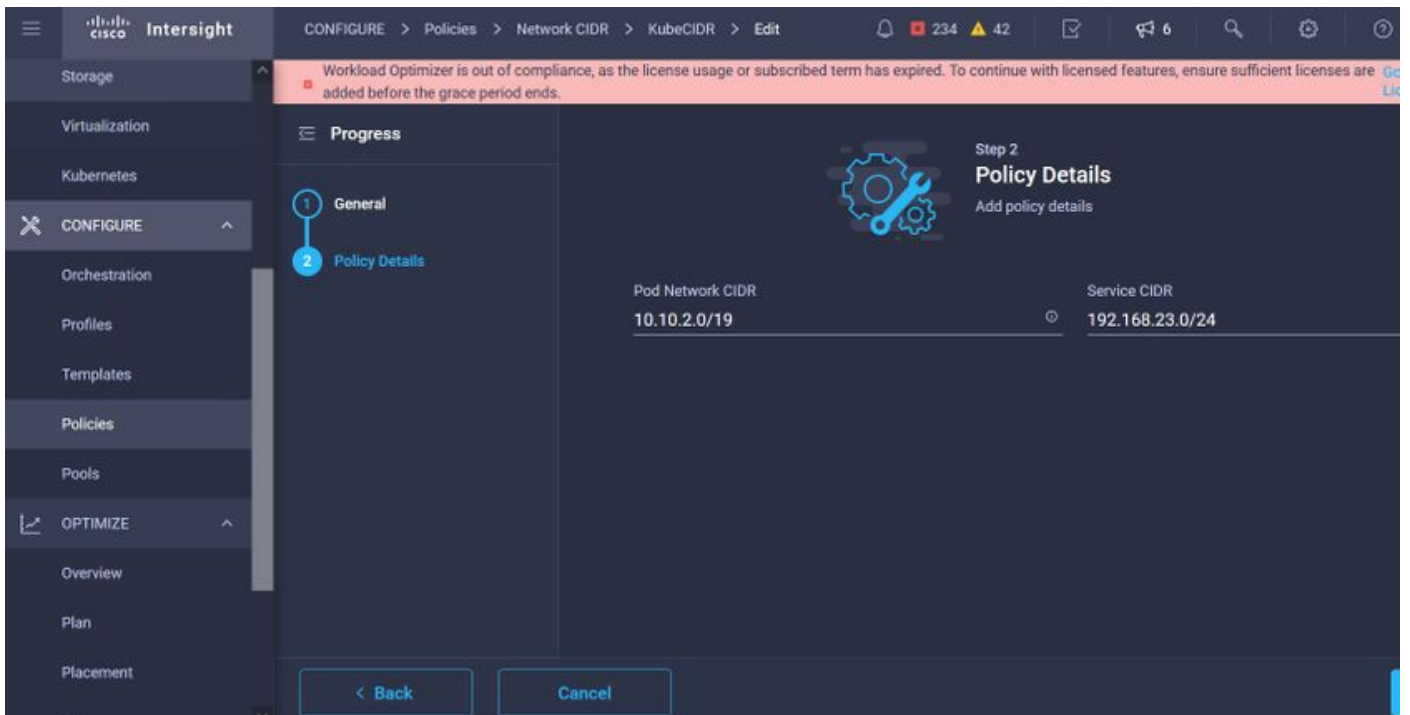 cisco Intersight
CONFIGURE > Policies > Network CIDR > KubeCIDR > Edit
234 42 6
Workload Optimizer is out of compliance, as the license usage or subscribed term has expired. To continue with licensed features, ensure sufficient licenses are
added before the grace period ends.
Storage
Virtualization
Kubernetes
CONFIGURE
Orchestration
Profiles
Templates
Policies
Pools
OPTIMIZE
Overview
Plan
Placement
Progress
1 General
2 Policy Details
Step 2
Policy Details
Add policy details
Pod Network CIDR
10.10.2.0/19
Service CIDR
192.168.23.0/24
< Back
Cancel